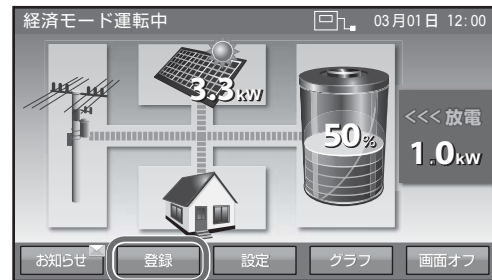 経済モード運転中 03月01日 12:00
3.3kW
50%
<<< 放電
1.0kW
お知らせ 登録 設定 グラフ 画面オフ